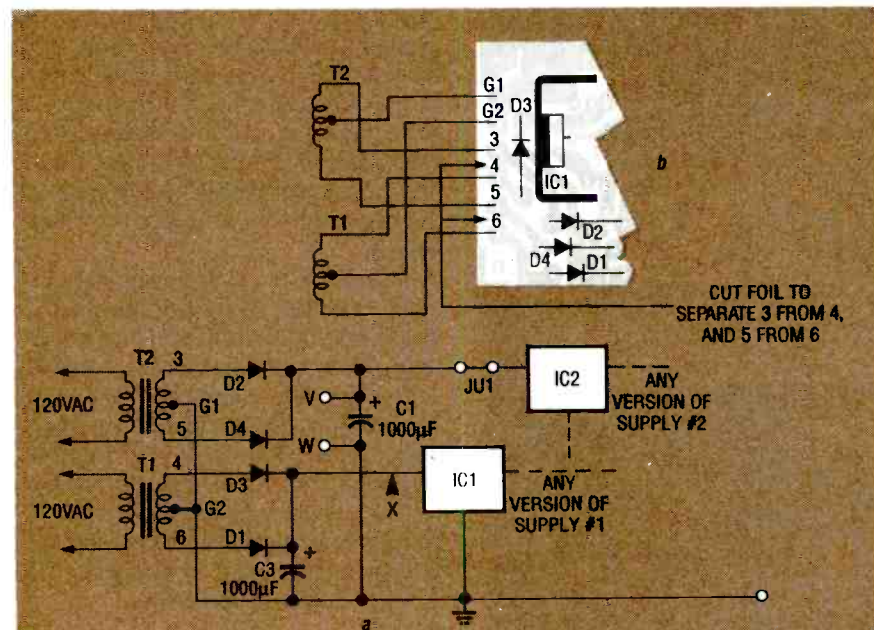 T2
G1
G2
D3
3
4
IC1
b
T1
5
6
D2
D4
D1
CUT FOIL TO
SEPARATE 3 FROM 4,
AND 5 FROM 6
T2
3
D2
120VAC
G1
V
+
C1
1000µF
JU1
IC2
ANY
VERSION OF
SUPPLY #2
5
D4
W
T1
4
D3
120VAC
G2
X
IC1
ANY
VERSION OF
SUPPLY #1
6
D1
C3
1000µF
+
a